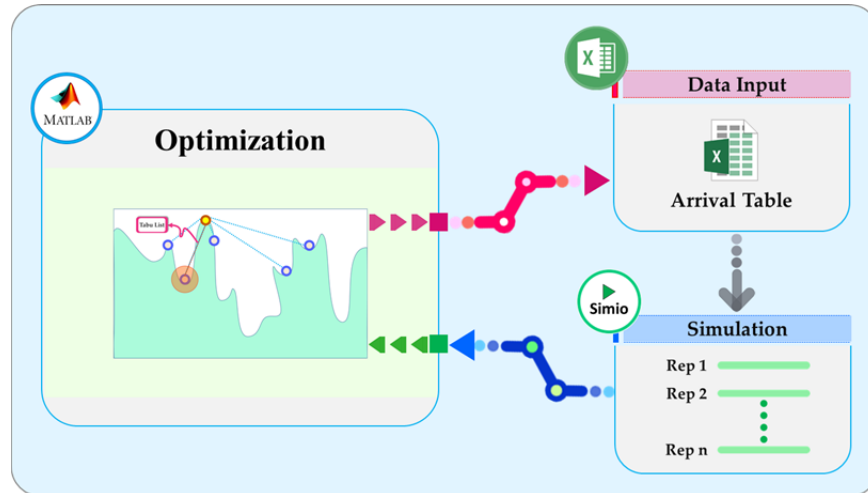 MATLAB
Optimization
Tabu List
X
Data Input
X
Arrival Table
Simio
Simulation
Rep 1
Rep 2
Rep n